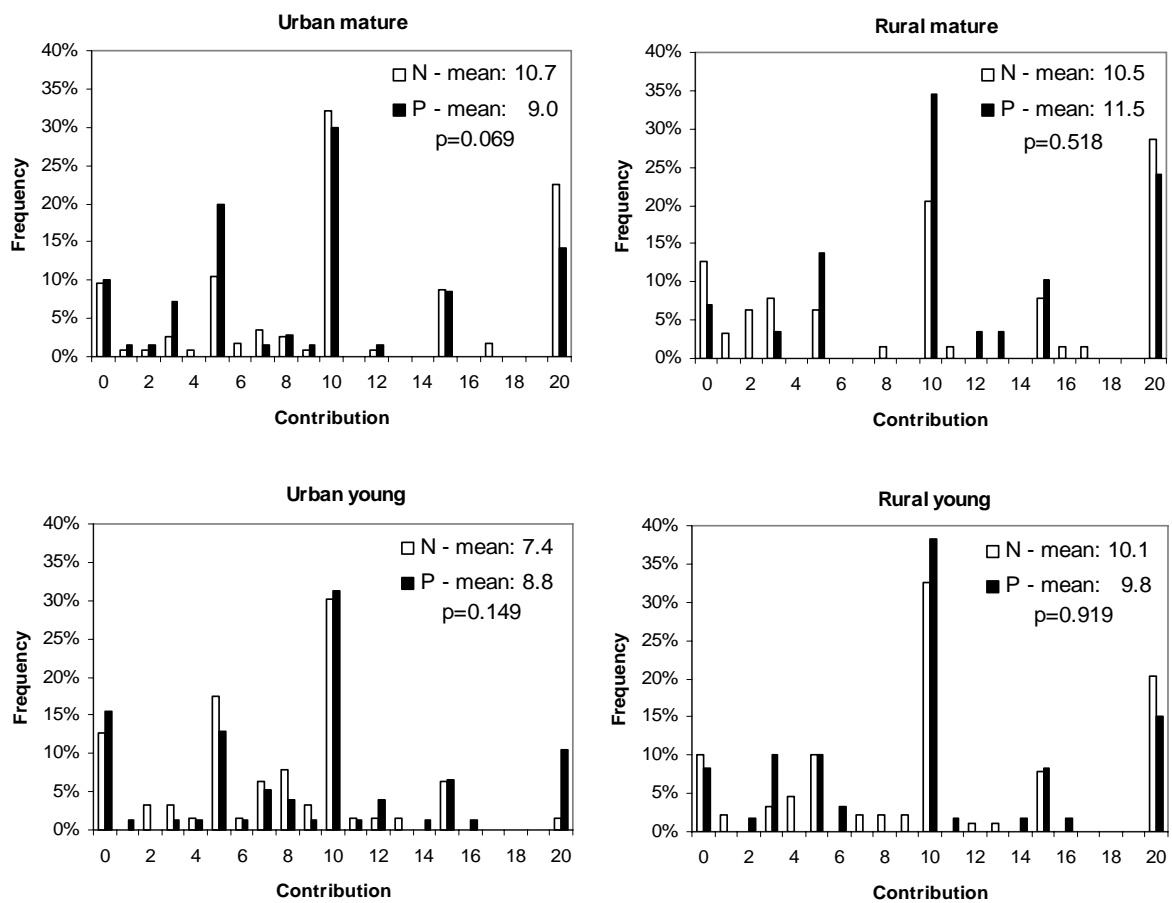 Urban mature
40%
35%
30%
25%
20%
15%
10%
5%
0%
Frequency
N - mean: 10.7
P - mean: 9.0
p=0.069
0 2 4 6 8 10 12 14 16 18 20
Contribution
Rural mature
40%
35%
30%
25%
20%
15%
10%
5%
0%
Frequency
N - mean: 10.5
P - mean: 11.5
p=0.518
0 2 4 6 8 10 12 14 16 18 20
Contribution
Urban young
40%
35%
30%
25%
20%
15%
10%
5%
0%
Frequency
N - mean: 7.4
P - mean: 8.8
p=0.149
0 2 4 6 8 10 12 14 16 18 20
Contribution
Rural young
40%
35%
30%
25%
20%
15%
10%
5%
0%
Frequency
N - mean: 10.1
P - mean: 9.8
p=0.919
0 2 4 6 8 10 12 14 16 18 20
Contribution